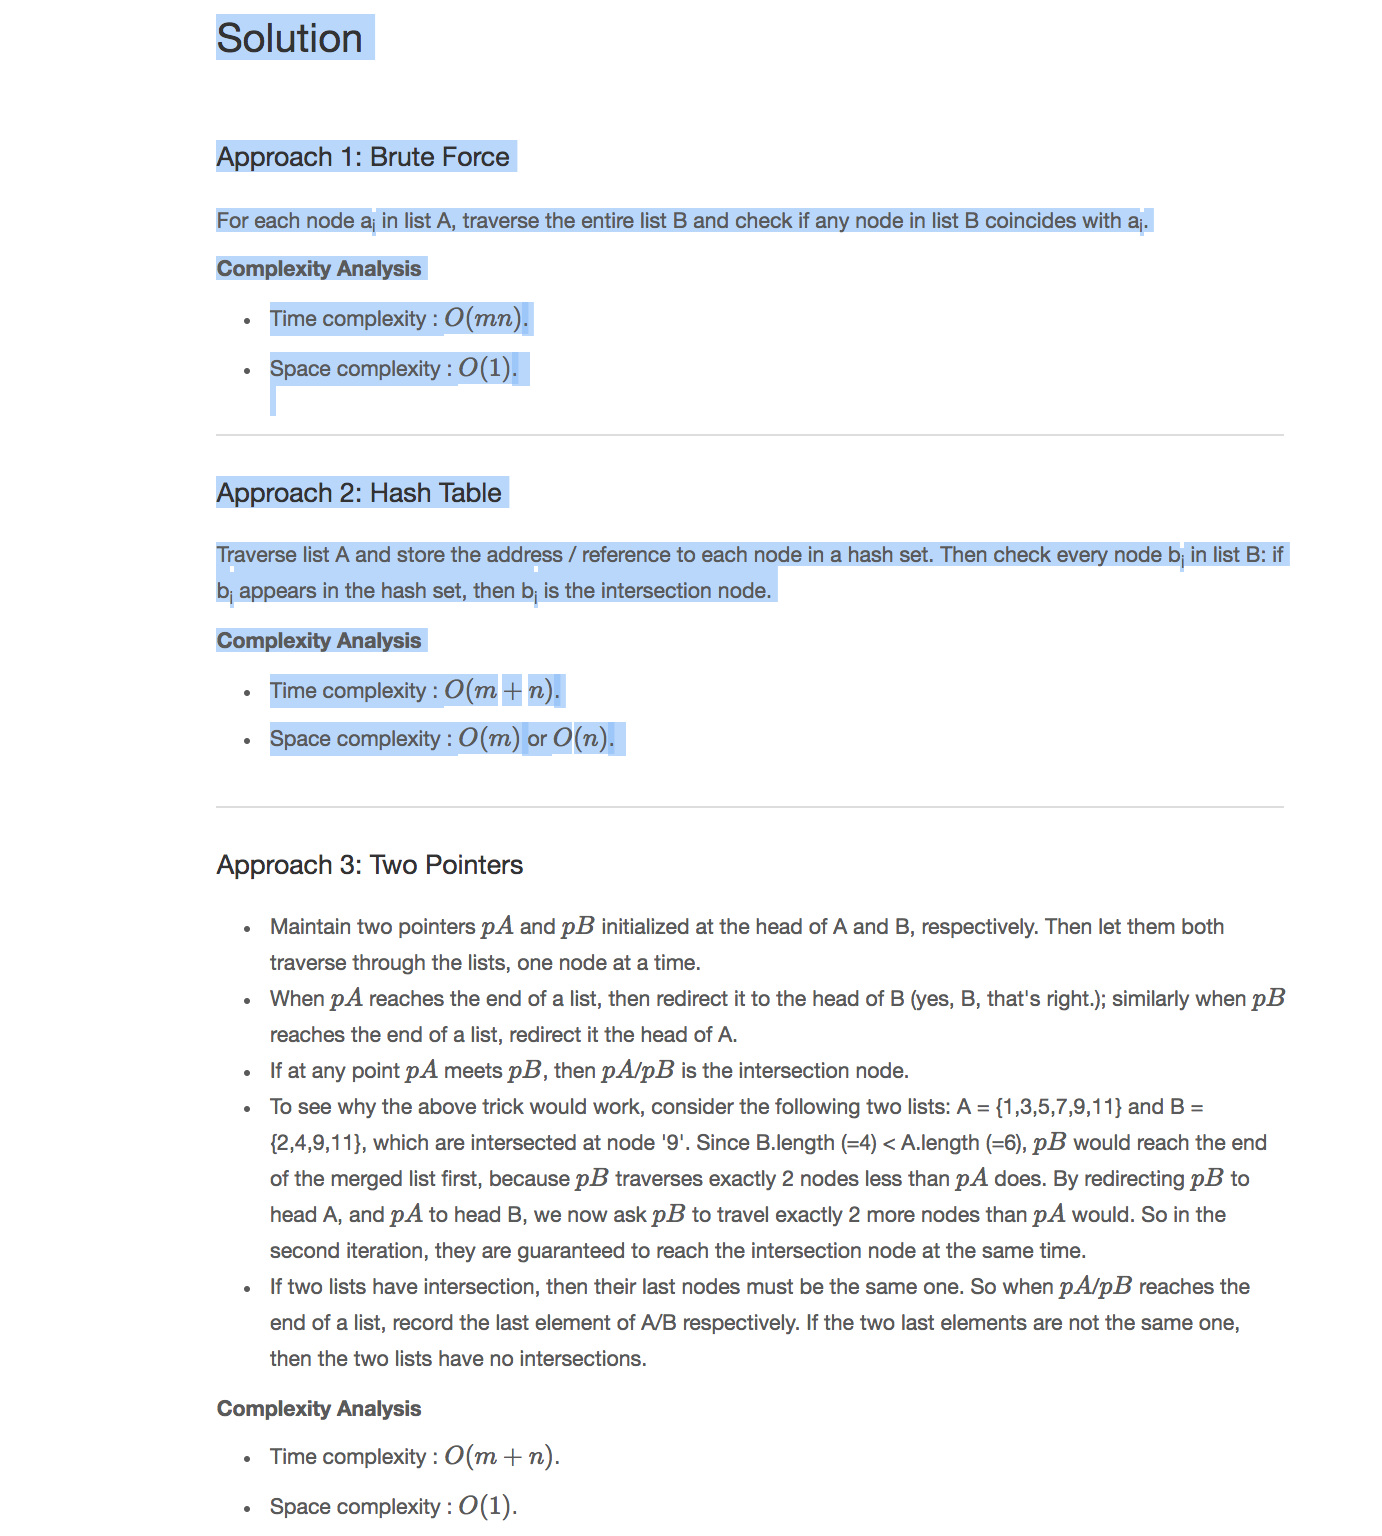 Solution
Approach 1: Brute Force
For each node ai in list A, traverse the entire list B and check if any node in list B coincides with ai.
Complexity Analysis
• Time complexity : O(mn).
• Space complexity : O(1).
Approach 2: Hash Table
Traverse list A and store the address / reference to each node in a hash set. Then check every node bi in list B: if
bi appears in the hash set, then bi is the intersection node.
Complexity Analysis
• Time complexity : O(m + n).
• Space complexity : O(m) or O(n).
Approach 3: Two Pointers
• Maintain two pointers pA and pB initialized at the head of A and B, respectively. Then let them both
traverse through the lists, one node at a time.
• When pA reaches the end of a list, then redirect it to the head of B (yes, B, that's right.); similarly when pB
reaches the end of a list, redirect it the head of A.
• If at any point pA meets pB, then pA/pB is the intersection node.
• To see why the above trick would work, consider the following two lists: A = {1,3,5,7,9,11} and B =
{2,4,9,11}, which are intersected at node '9'. Since B.length (=4) < A.length (=6), pB would reach the end
of the merged list first, because pB traverses exactly 2 nodes less than pA does. By redirecting pB to
head A, and pA to head B, we now ask pB to travel exactly 2 more nodes than pA would. So in the
second iteration, they are guaranteed to reach the intersection node at the same time.
• If two lists have intersection, then their last nodes must be the same one. So when pA/pB reaches the
end of a list, record the last element of A/B respectively. If the two last elements are not the same one,
then the two lists have no intersections.
Complexity Analysis
• Time complexity : O(m + n).
• Space complexity : O(1).